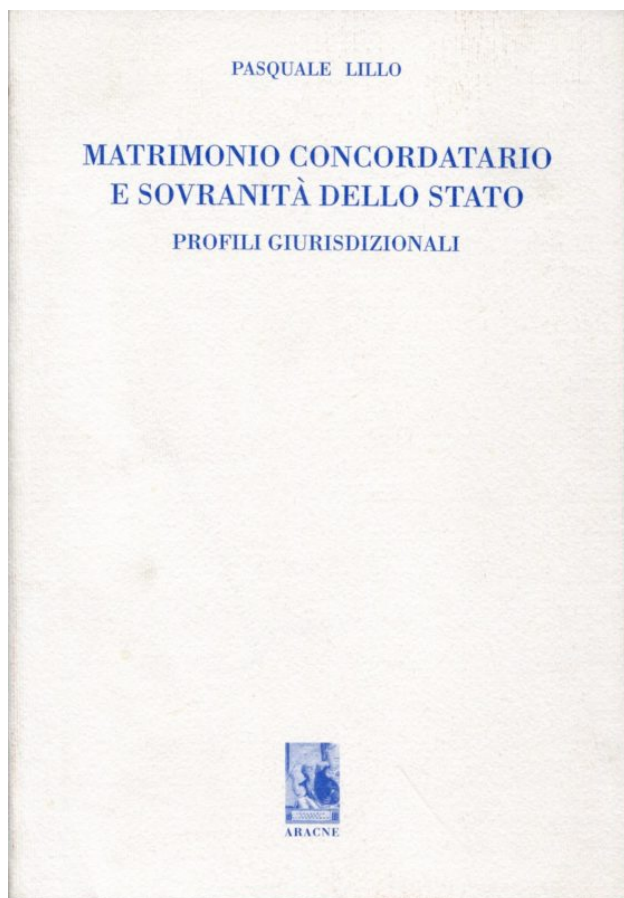 PASQUALE LILLO
MATRIMONIO CONCORDATARIO
E SOVRANITÀ DELLO STATO
PROFILI GIURISDIZIONALI
ARACNE